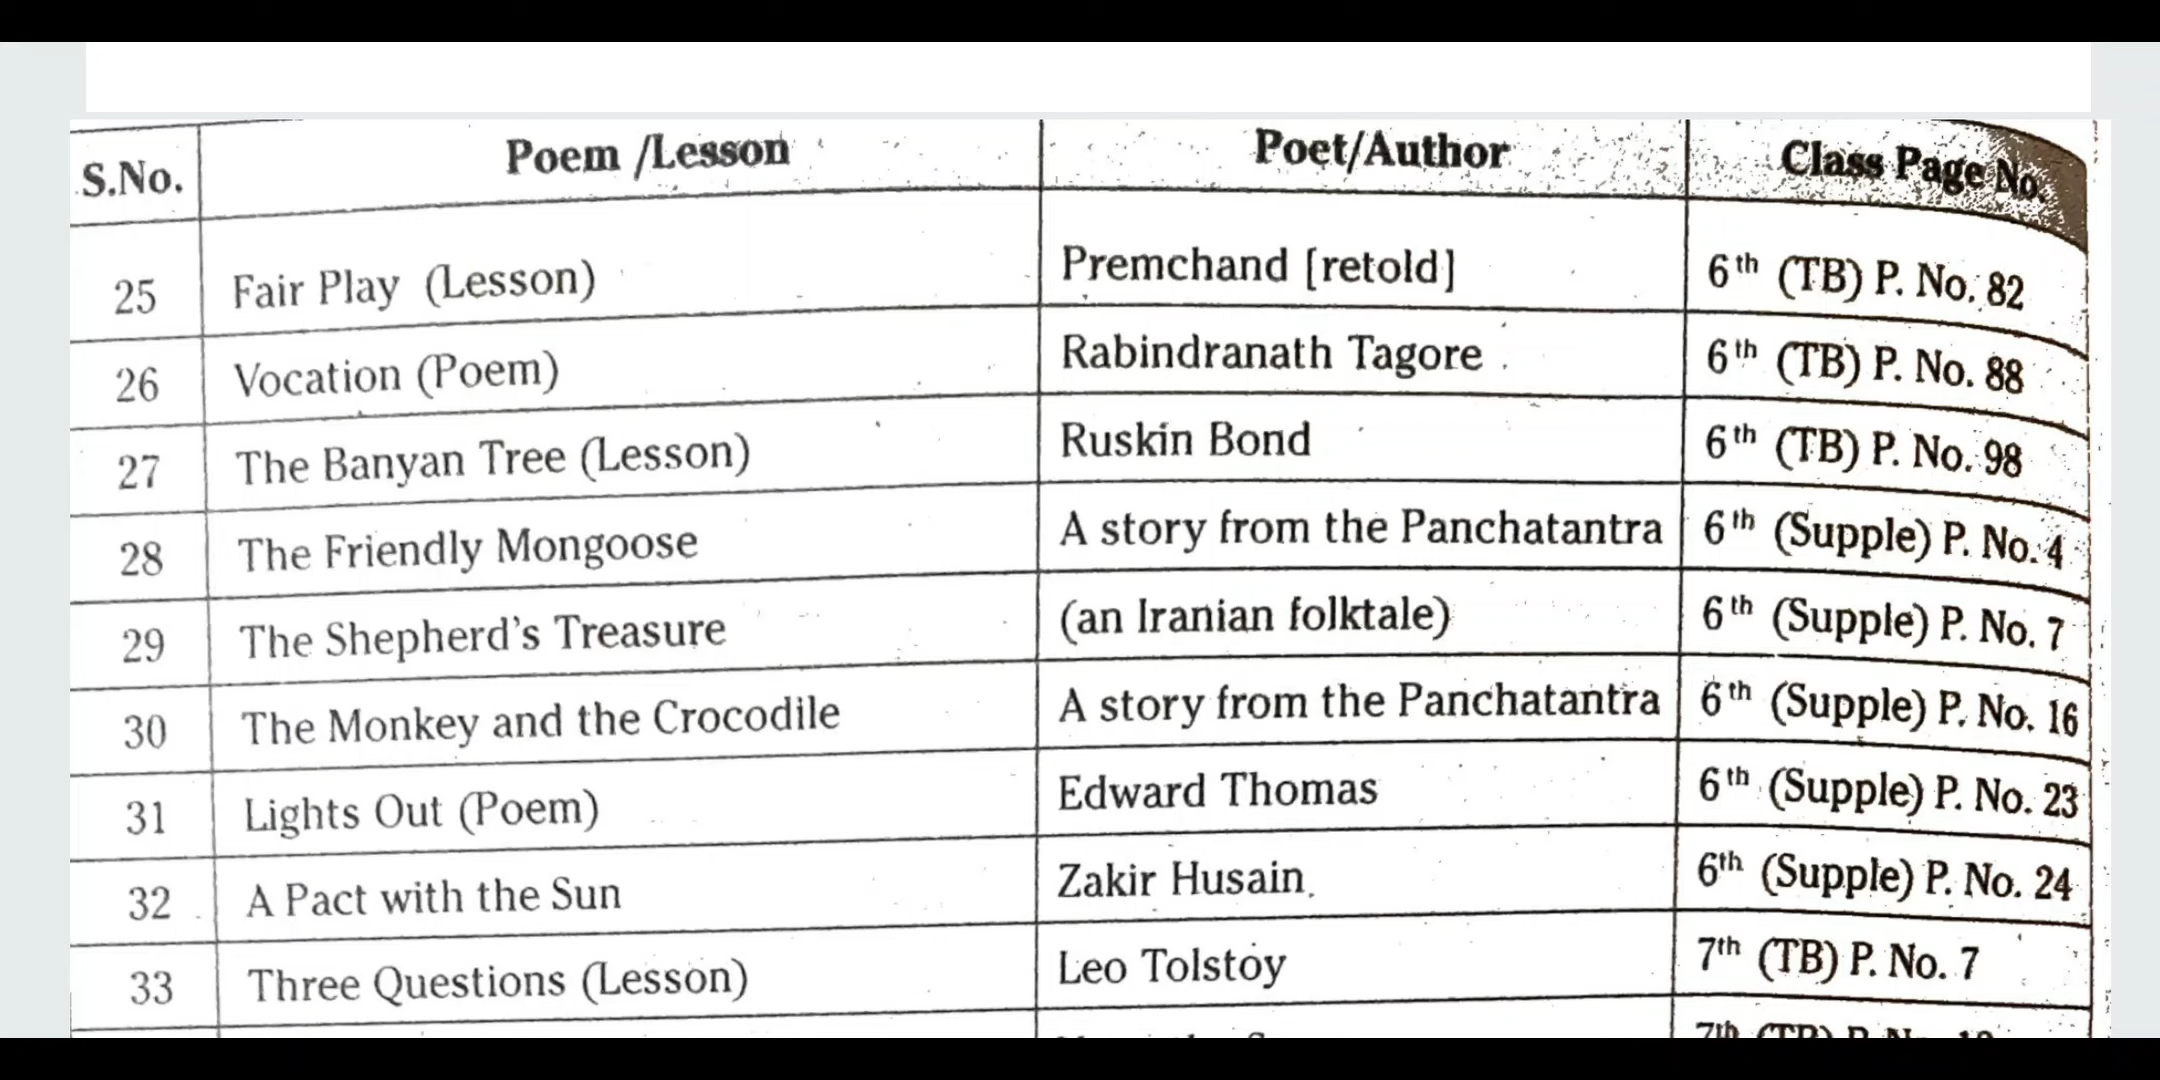 S.No. Poem /Lesson Poet/Author Class Page No.
25 Fair Play (Lesson) Premchand [retold] 6th (TB) P. No. 82
26 Vocation (Poem) Rabindranath Tagore 6th (TB) P. No. 88
27 The Banyan Tree (Lesson) Ruskin Bond 6th (TB) P. No. 98
28 The Friendly Mongoose A story from the Panchatantra 6th (Supple) P. No. 4
29 The Shepherd's Treasure (an Iranian folktale) 6th (Supple) P. No. 7
30 The Monkey and the Crocodile A story from the Panchatantra 6th (Supple) P. No. 16
31 Lights Out (Poem) Edward Thomas 6th (Supple) P. No. 23
32 A Pact with the Sun Zakir Husain 6th (Supple) P. No. 24
33 Three Questions (Lesson) Leo Tolstoy 7th (TB) P. No. 7